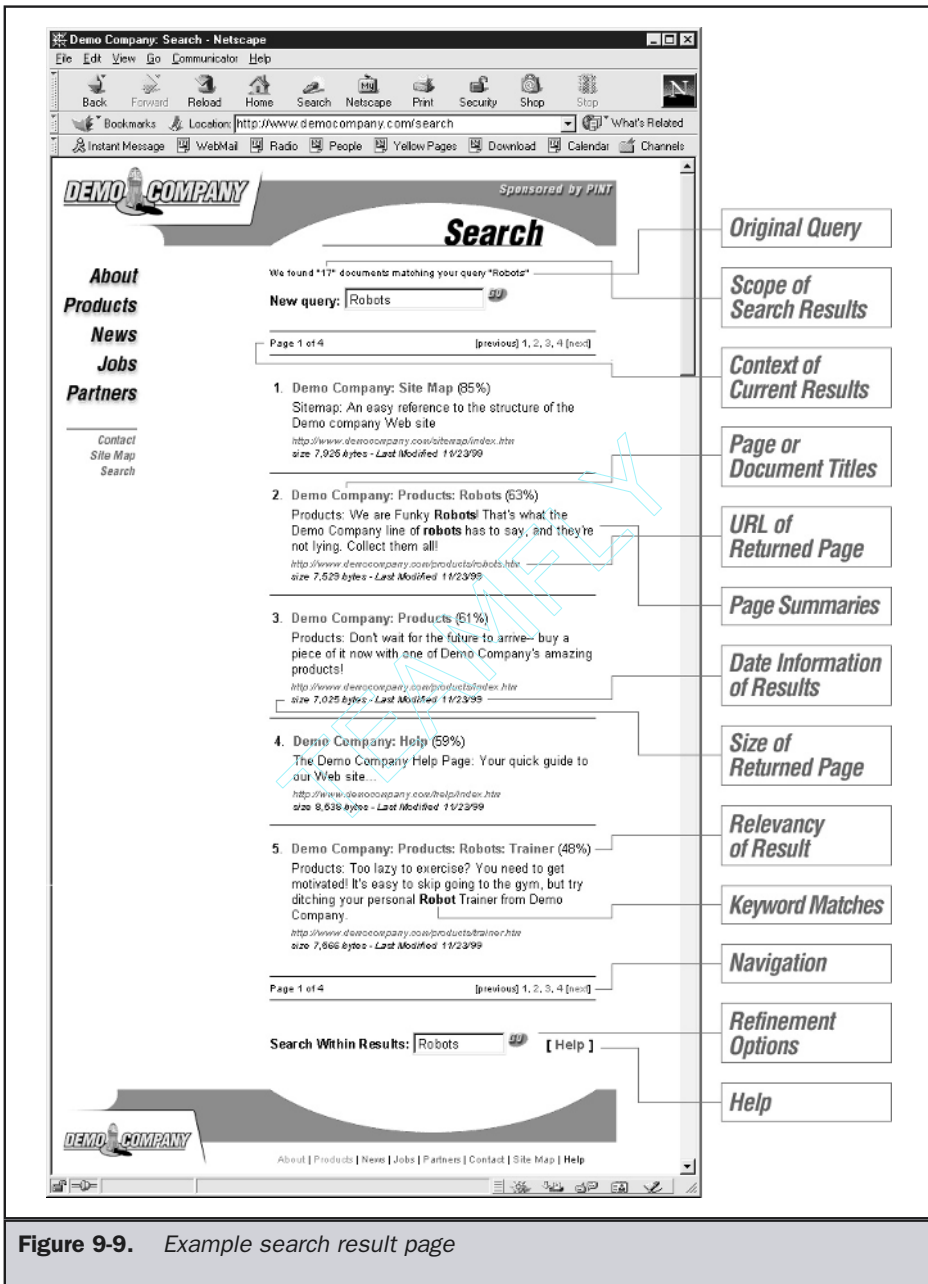 Demo Company: Search - Netscape
File Edit View Go Communicator Help
Back Forward Reload Home Search Netscape Print Security Shop Stop
Bookmarks Location: http://www.democompany.com/search What's Related
Instant Message WebMail Radio People Yellow Pages Download Calendar Channels
DEMO COMPANY
Sponsored by PINT
Search
About
Products
News
Jobs
Partners
Contact
Site Map
Search
We found "17" documents matching your query "Robots"
New query: Robots GO
Page 1 of 4 [previous] 1, 2, 3, 4 [next]
1. Demo Company: Site Map (85%)
Sitemap: An easy reference to the structure of the
Demo company Web site
http://www.democompany.com/sitemap/index.htm
size 7,926 bytes - Last Modified 11/23/99
2. Demo Company: Products: Robots (63%)
Products: We are Funky Robots! That's what the
Demo Company line of robots has to say, and they're
not lying. Collect them all!
http://www.democompany.com/products/robots.htm
size 7,529 bytes - Last Modified 11/23/99
3. Demo Company: Products (61%)
Products: Don't wait for the future to arrive-- buy a
piece of it now with one of Demo Company's amazing
products!
http://www.democompany.com/products/index.htm
size 7,025 bytes - Last Modified 11/23/99
4. Demo Company: Help (59%)
The Demo Company Help Page: Your quick guide to
our Web site...
http://www.democompany.com/help/index.htm
size 8,638 bytes - Last Modified 11/23/99
5. Demo Company: Products: Robots: Trainer (48%)
Products: Too lazy to exercise? You need to get
motivated! It's easy to skip going to the gym, but try
ditching your personal Robot Trainer from Demo
Company.
http://www.democompany.com/products/trainer.htm
size 7,666 bytes - Last Modified 11/23/99
Page 1 of 4 [previous] 1, 2, 3, 4 [next]
Search Within Results: Robots GO [ Help ]
DEMO COMPANY
About | Products | News | Jobs | Partners | Contact | Site Map | Help
Original Query
Scope of
Search Results
Context of
Current Results
Page or
Document Titles
URL of
Returned Page
Page Summaries
Date Information
of Results
Size of
Returned Page
Relevancy
of Result
Keyword Matches
Navigation
Refinement
Options
Help
TEAMFLY
Figure 9-9. Example search result page